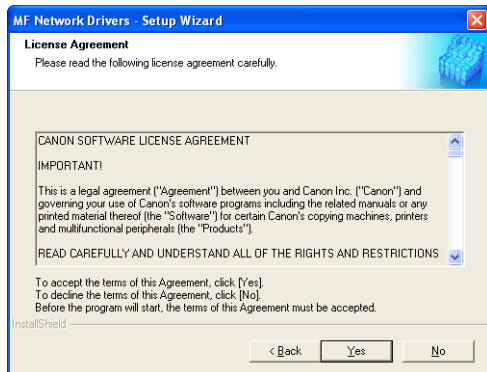 MF Network Drivers - Setup Wizard
License Agreement
Please read the following license agreement carefully.
CANON SOFTWARE LICENSE AGREEMENT
IMPORTANT!
This is a legal agreement ("Agreement") between you and Canon Inc. ("Canon") and
governing your use of Canon's software programs including the related manuals or any
printed material thereof (the "Software") for certain Canon's copying machines, printers
and multifunctional peripherals (the "Products").
READ CAREFULLY AND UNDERSTAND ALL OF THE RIGHTS AND RESTRICTIONS
To accept the terms of this Agreement, click [Yes].
To decline the terms of this Agreement, click [No].
Before the program will start, the terms of this Agreement must be accepted.
InstallShield
< Back
Yes
No